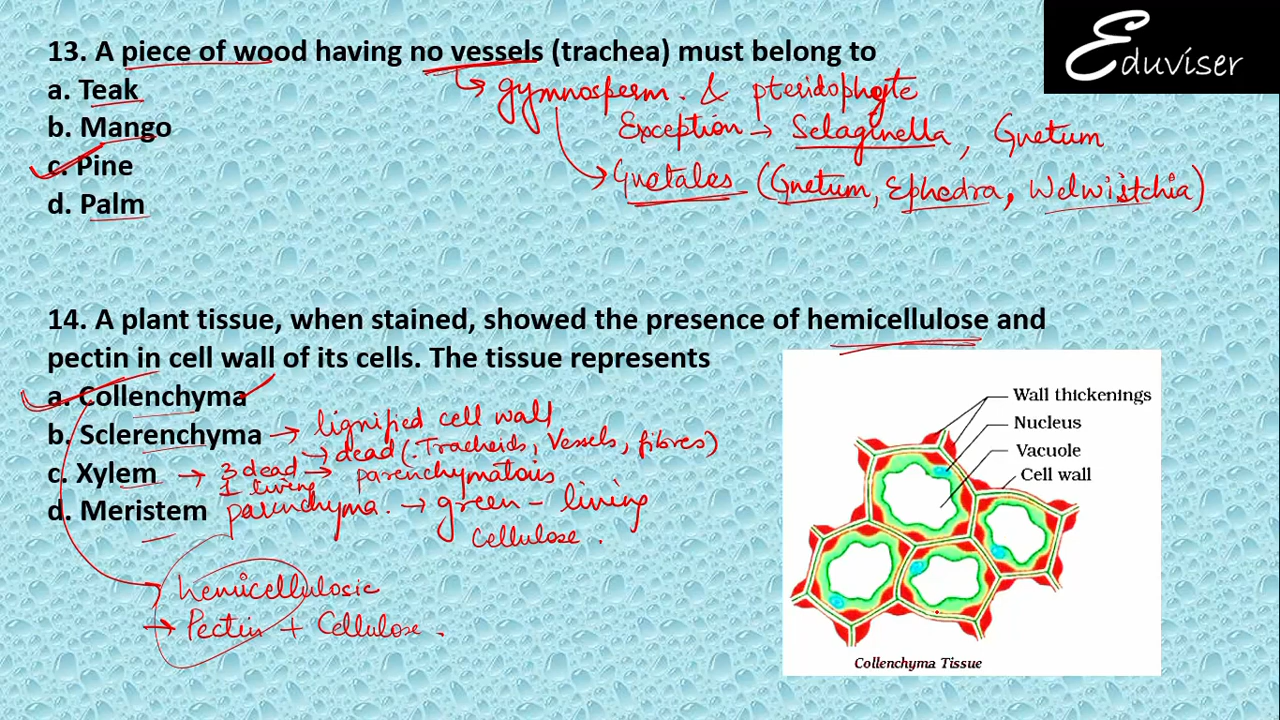 Eduviser
13. A piece of wood having no vessels (trachea) must belong to
a. Teak
→ gymnosperm. & pteridophyte
b. Mango
Exception → Selaginella, Gnetum
c. Pine
→ Gnetales (Gnetum, Ephedra, Welwistchia)
d. Palm
14. A plant tissue, when stained, showed the presence of hemicellulose and
pectin in cell wall of its cells. The tissue represents
a. Collenchyma
b. Sclerenchyma → lignified cell wall
→ dead (. Tracheids, Vessels, fibres)
c. Xylem → 3 dead → parenchymatous
1 living
d. Meristem parenchyma. → green - living
cellulose.
hemicellulosic
→ Pectin + Cellulose.
Wall thickenings
Nucleus
Vacuole
Cell wall
Collenchyma Tissue